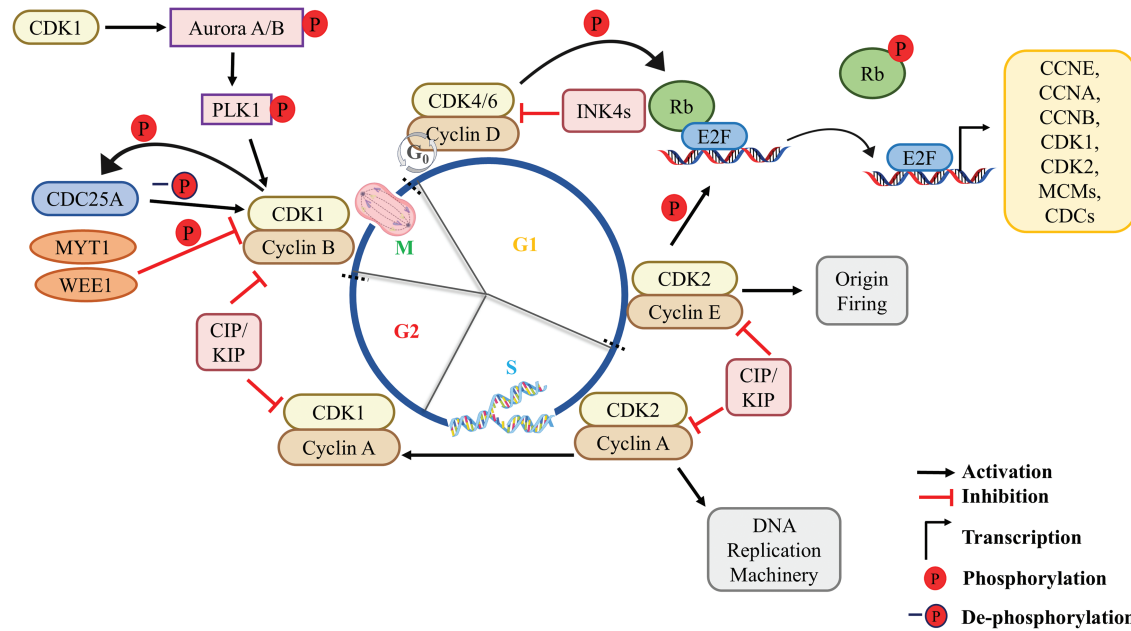 CDK1
Aurora A/B
P
PLK1
P
P
CDC25A
P
CDK1
Cyclin B
P
MYT1
WEE1
CIP/
KIP
CDK1
Cyclin A
CDK4/6
Cyclin D
G0
P
INK4s
Rb
E2F
P
Rb
E2F
CCNE,
CCNA,
CCNB,
CDK1,
CDK2,
MCMs,
CDCs
M
G1
G2
S
P
CDK2
Cyclin E
Origin
Firing
CIP/
KIP
CDK2
Cyclin A
DNA
Replication
Machinery
Activation
Inhibition
Transcription
P Phosphorylation
P De-phosphorylation